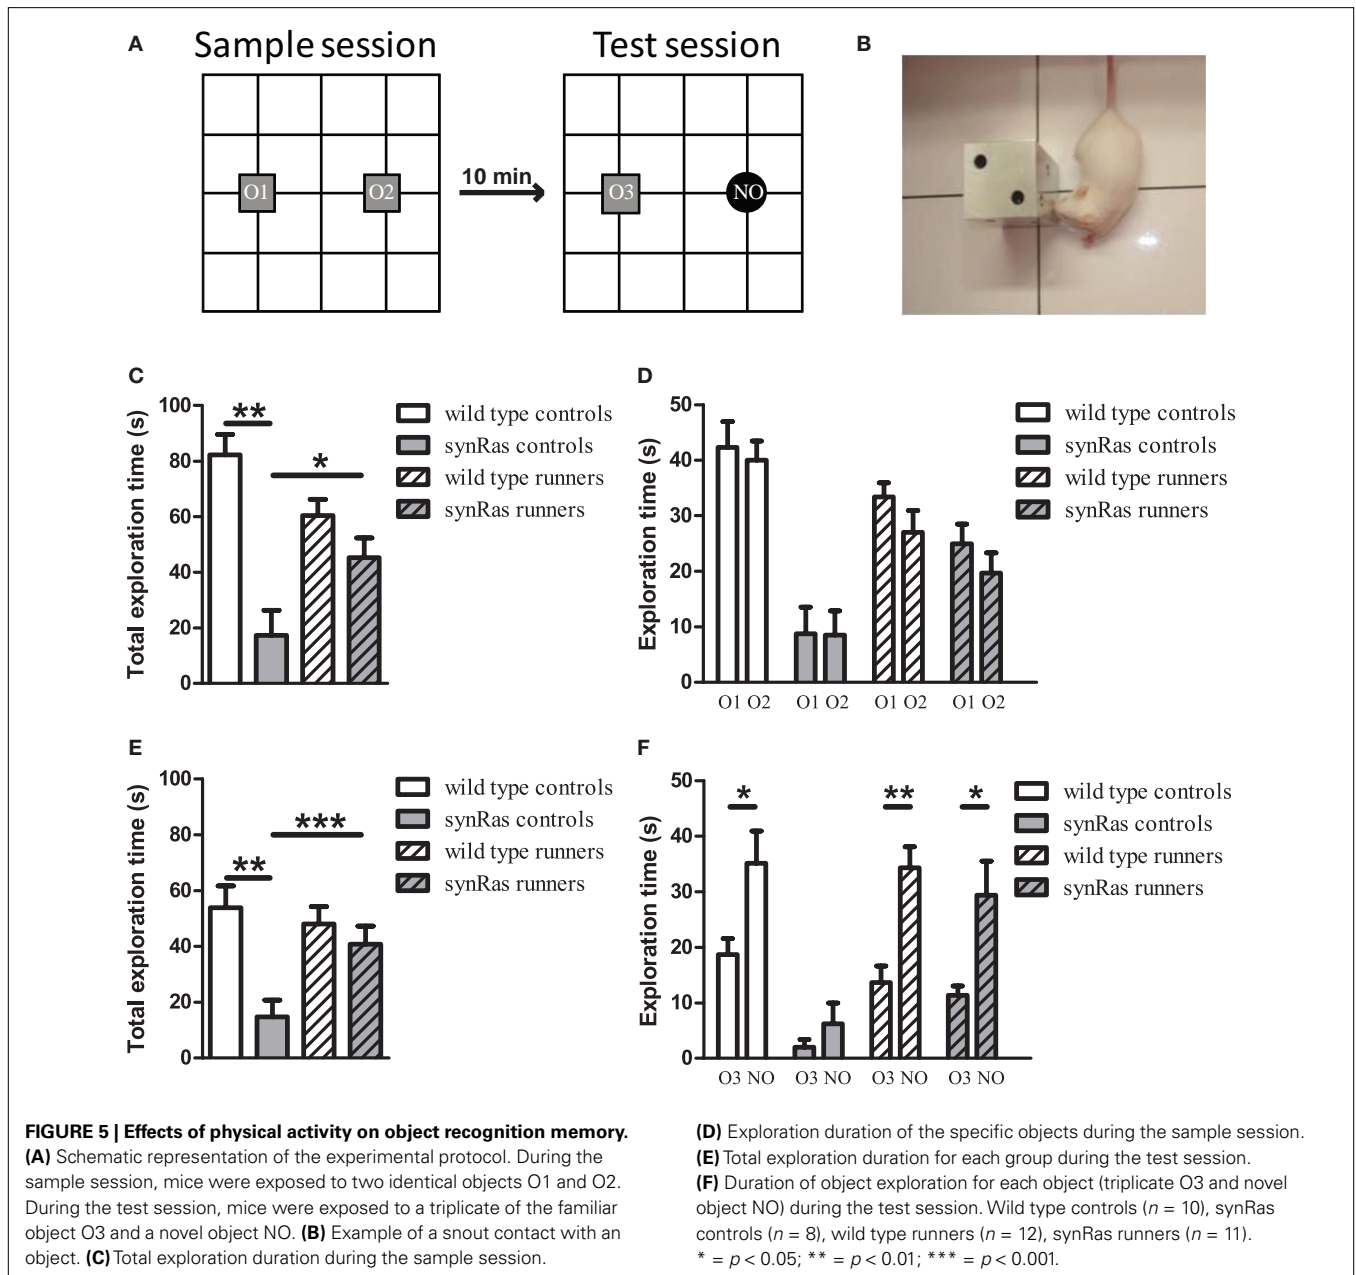 A
Sample session
Test session
B
O1
O2
10 min
O3
NO
C
Total exploration time (s)
100
80
60
40
20
0
**
*
wild type controls
synRas controls
wild type runners
synRas runners
D
Exploration time (s)
50
40
30
20
10
0
O1 O2 O1 O2 O1 O2 O1 O2
wild type controls
synRas controls
wild type runners
synRas runners
E
Total exploration time (s)
100
80
60
40
20
0
**
***
wild type controls
synRas controls
wild type runners
synRas runners
F
Exploration time (s)
50
40
30
20
10
0
* ** *
O3 NO O3 NO O3 NO O3 NO
wild type controls
synRas controls
wild type runners
synRas runners
FIGURE 5 | Effects of physical activity on object recognition memory.
(A) Schematic representation of the experimental protocol. During the
sample session, mice were exposed to two identical objects O1 and O2.
During the test session, mice were exposed to a triplicate of the familiar
object O3 and a novel object NO. (B) Example of a snout contact with an
object. (C) Total exploration duration during the sample session.
(D) Exploration duration of the specific objects during the sample session.
(E) Total exploration duration for each group during the test session.
(F) Duration of object exploration for each object (triplicate O3 and novel
object NO) during the test session. Wild type controls (n = 10), synRas
controls (n = 8), wild type runners (n = 12), synRas runners (n = 11).
* = p < 0.05; ** = p < 0.01; *** = p < 0.001.